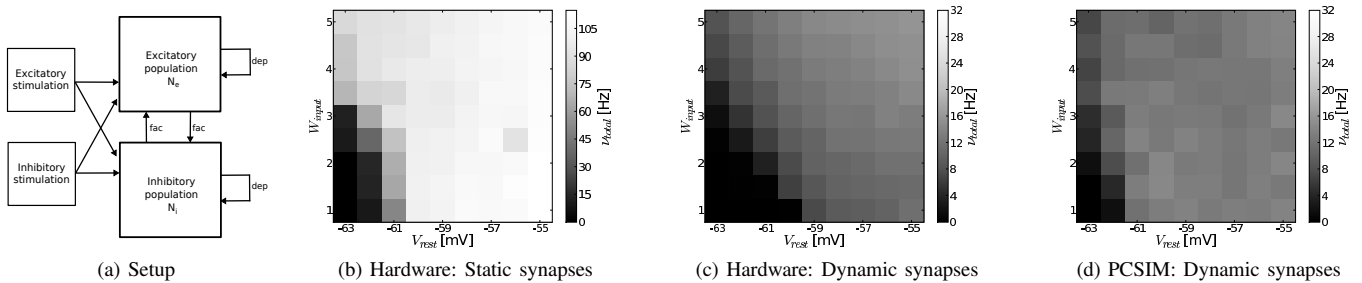 Excitatory
stimulation
Inhibitory
stimulation
Excitatory
population
N_e
dep
fac
fac
Inhibitory
population
N_i
dep
(a) Setup
W_input
5
4
3
2
1
-63
-61
-59
-57
-55
V_rest [mV]
105
90
75
60
45
30
15
0
ν_total [Hz]
(b) Hardware: Static synapses
W_input
5
4
3
2
1
-63
-61
-59
-57
-55
V_rest [mV]
32
28
24
20
16
12
8
4
0
ν_total [Hz]
(c) Hardware: Dynamic synapses
W_input
5
4
3
2
1
-63
-61
-59
-57
-55
V_rest [mV]
32
28
24
20
16
12
8
4
0
ν_total [Hz]
(d) PCSIM: Dynamic synapses